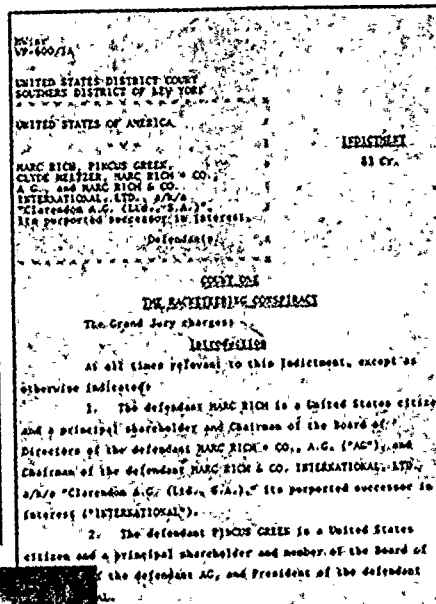 UNITED STATES DISTRICT COURT
SOUTHERN DISTRICT OF NEW YORK
UNITED STATES OF AMERICA
INDICTMENT
83 Cr.
MARC RICH, PINCUS GREEN,
CLYDE MELTZER, MARC RICH + CO.,
A.G., and MARC RICH & CO.
INTERNATIONAL, LTD., a/k/a
"Clarendon A.G. (Ltd., S.A.)"
its purported successor in interest,
Defendants.
COUNT ONE
THE RACKETEERING CONSPIRACY
The Grand Jury charges:
Introduction
At all times relevant to this Indictment, except as
otherwise indicated:
1. The defendant MARC RICH is a United States citizen
and a principal shareholder and Chairman of the Board of
Directors of the defendant MARC RICH + CO., A.G. ("AG"), and
Chairman of the defendant MARC RICH & CO. INTERNATIONAL, LTD.,
a/k/a "Clarendon A.G. (Ltd., S.A.)," its purported successor in
interest ("INTERNATIONAL").
2. The defendant PINCUS GREEN is a United States
citizen and a principal shareholder and member of the Board of
the defendant AG, and President of the defendant